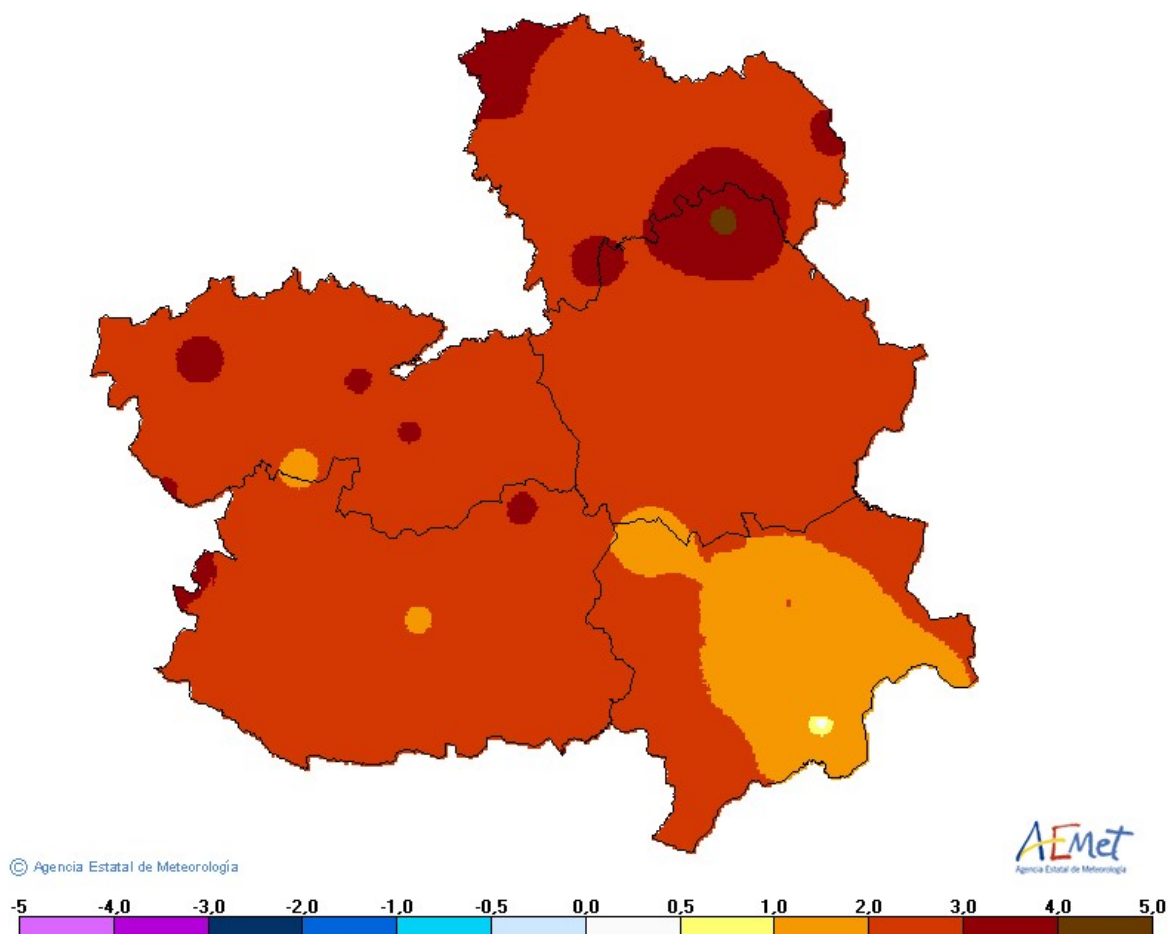 © Agencia Estatal de Meteorología
AEMet
Agencia Estatal de Meteorología
-5 -4,0 -3,0 -2,0 -1,0 -0,5 0,0 0,5 1,0 2,0 3,0 4,0 5,0